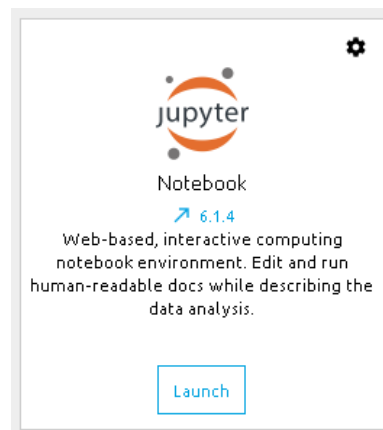 jupyter
Notebook
6.1.4
Web-based, interactive computing
notebook environment. Edit and run
human-readable docs while describing the
data analysis.
Launch